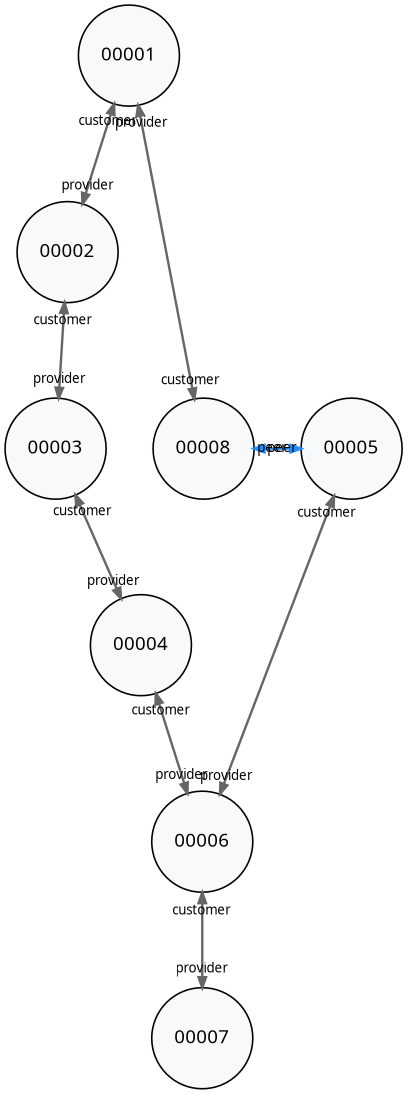 00001
customer
provider
provider
00002
customer
provider
customer
00003
00008
peer
peer
00005
customer
customer
provider
00004
customer
provider
provider
00006
customer
provider
00007